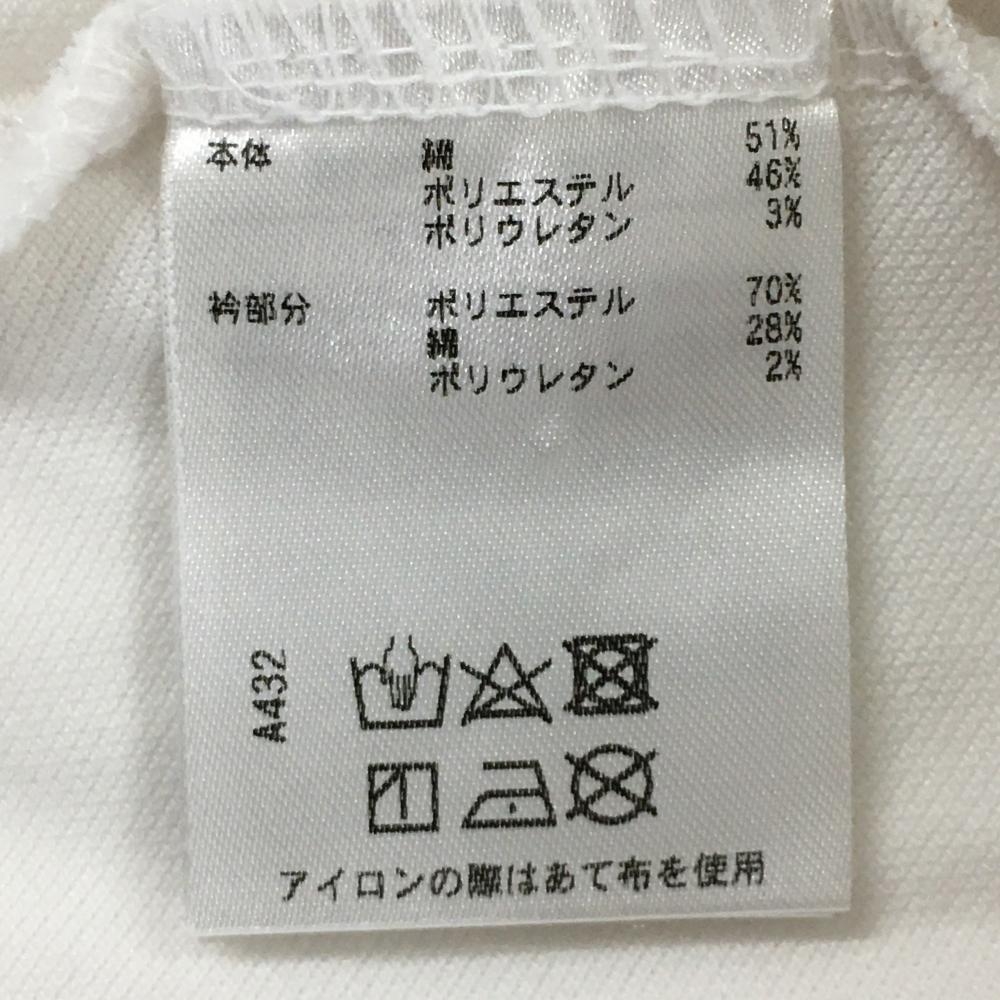 本体 綿 51%
ポリエステル 46%
ポリウレタン 3%
衿部分 ポリエステル 70%
綿 28%
ポリウレタン 2%
A432
アイロンの際はあて布を使用